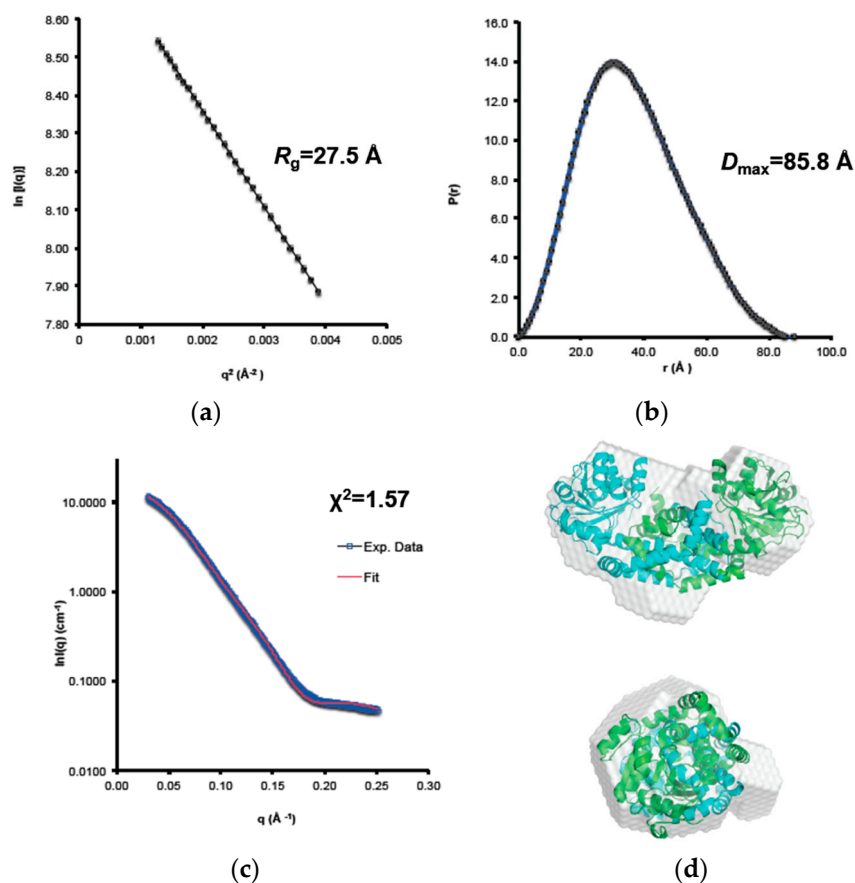 8.60
8.50
8.40
8.30
8.20
8.10
8.00
7.90
7.80
ln [I(q)]
R_g=27.5 Å
0 0.001 0.002 0.003 0.004 0.005
q² (Å⁻²)
(a)
16.0
14.0
12.0
10.0
8.0
6.0
4.0
2.0
0.0
P(r)
D_max=85.8 Å
0.0 20.0 40.0 60.0 80.0 100.0
r (Å)
(b)
10.0000
1.0000
0.1000
0.0100
lnI(q) (cm⁻¹)
χ²=1.57
Exp. Data
Fit
0.00 0.05 0.10 0.15 0.20 0.25 0.30
q (Å⁻¹)
(c)
(d)